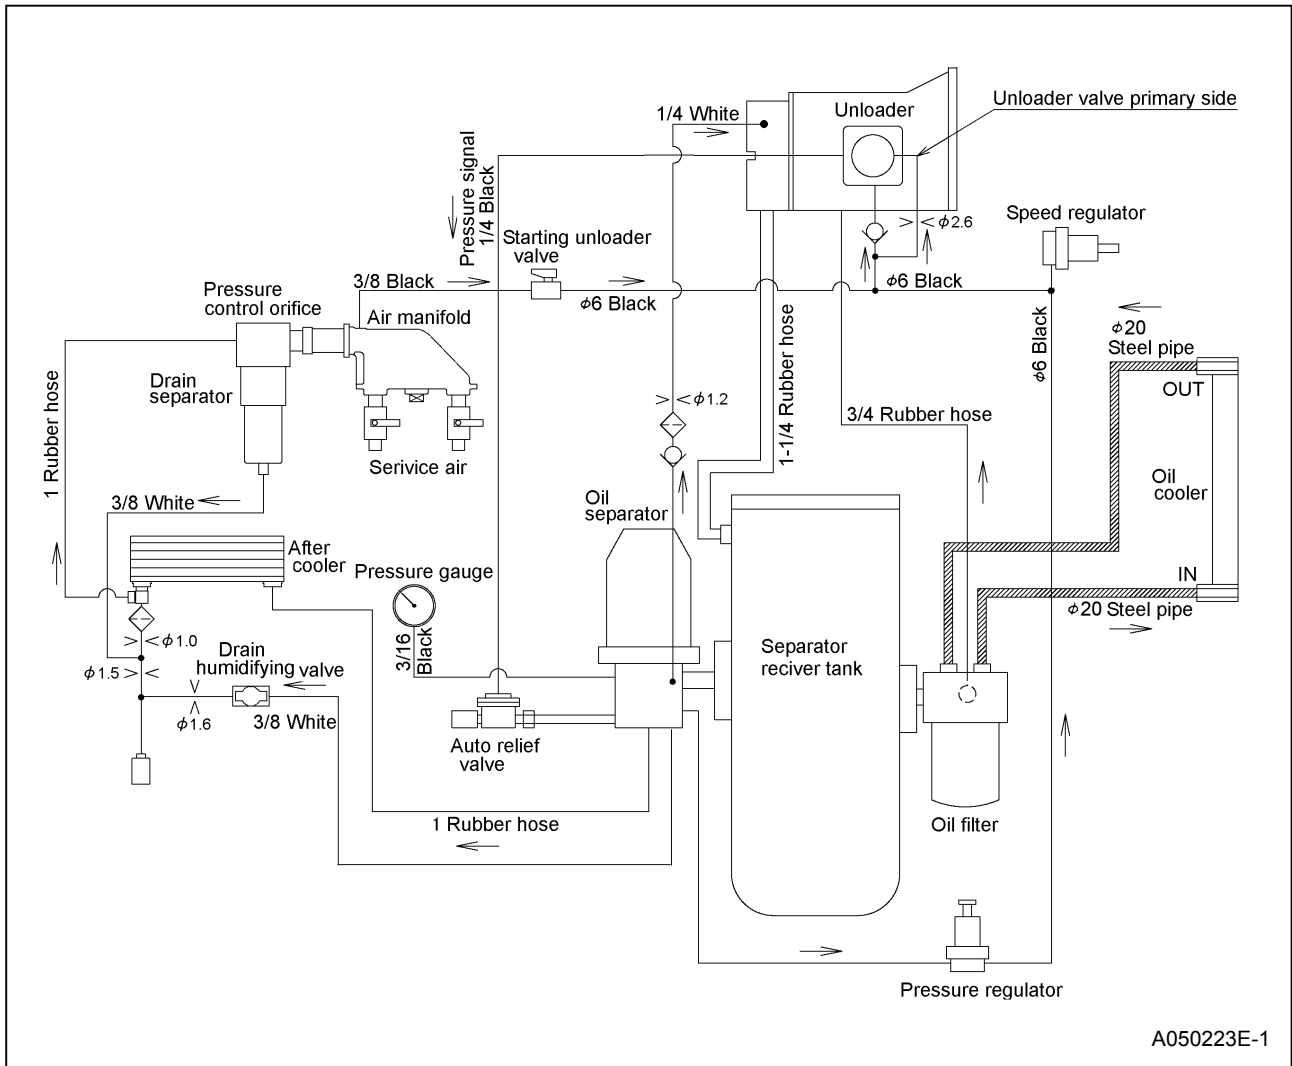 Unloader valve primary side
1/4 White
Unloader
Pressure signal
1/4 Black
Speed regulator
φ2.6
Starting unloader
valve
3/8 Black
φ6 Black
φ6 Black
Pressure
control orifice
Air manifold
φ20
Steel pipe
φ6 Black
OUT
Drain
separator
1 Rubber hose
φ1.2
1-1/4 Rubber hose
3/4 Rubber hose
Serivice air
Oil
cooler
3/8 White
Oil
separator
After
cooler
Pressure gauge
IN
φ20 Steel pipe
φ1.0
3/16
Black
Separator
reciver tank
Drain
humidifying valve
φ1.5
φ1.6
3/8 White
Auto relief
valve
1 Rubber hose
Oil filter
Pressure regulator
A050223E-1